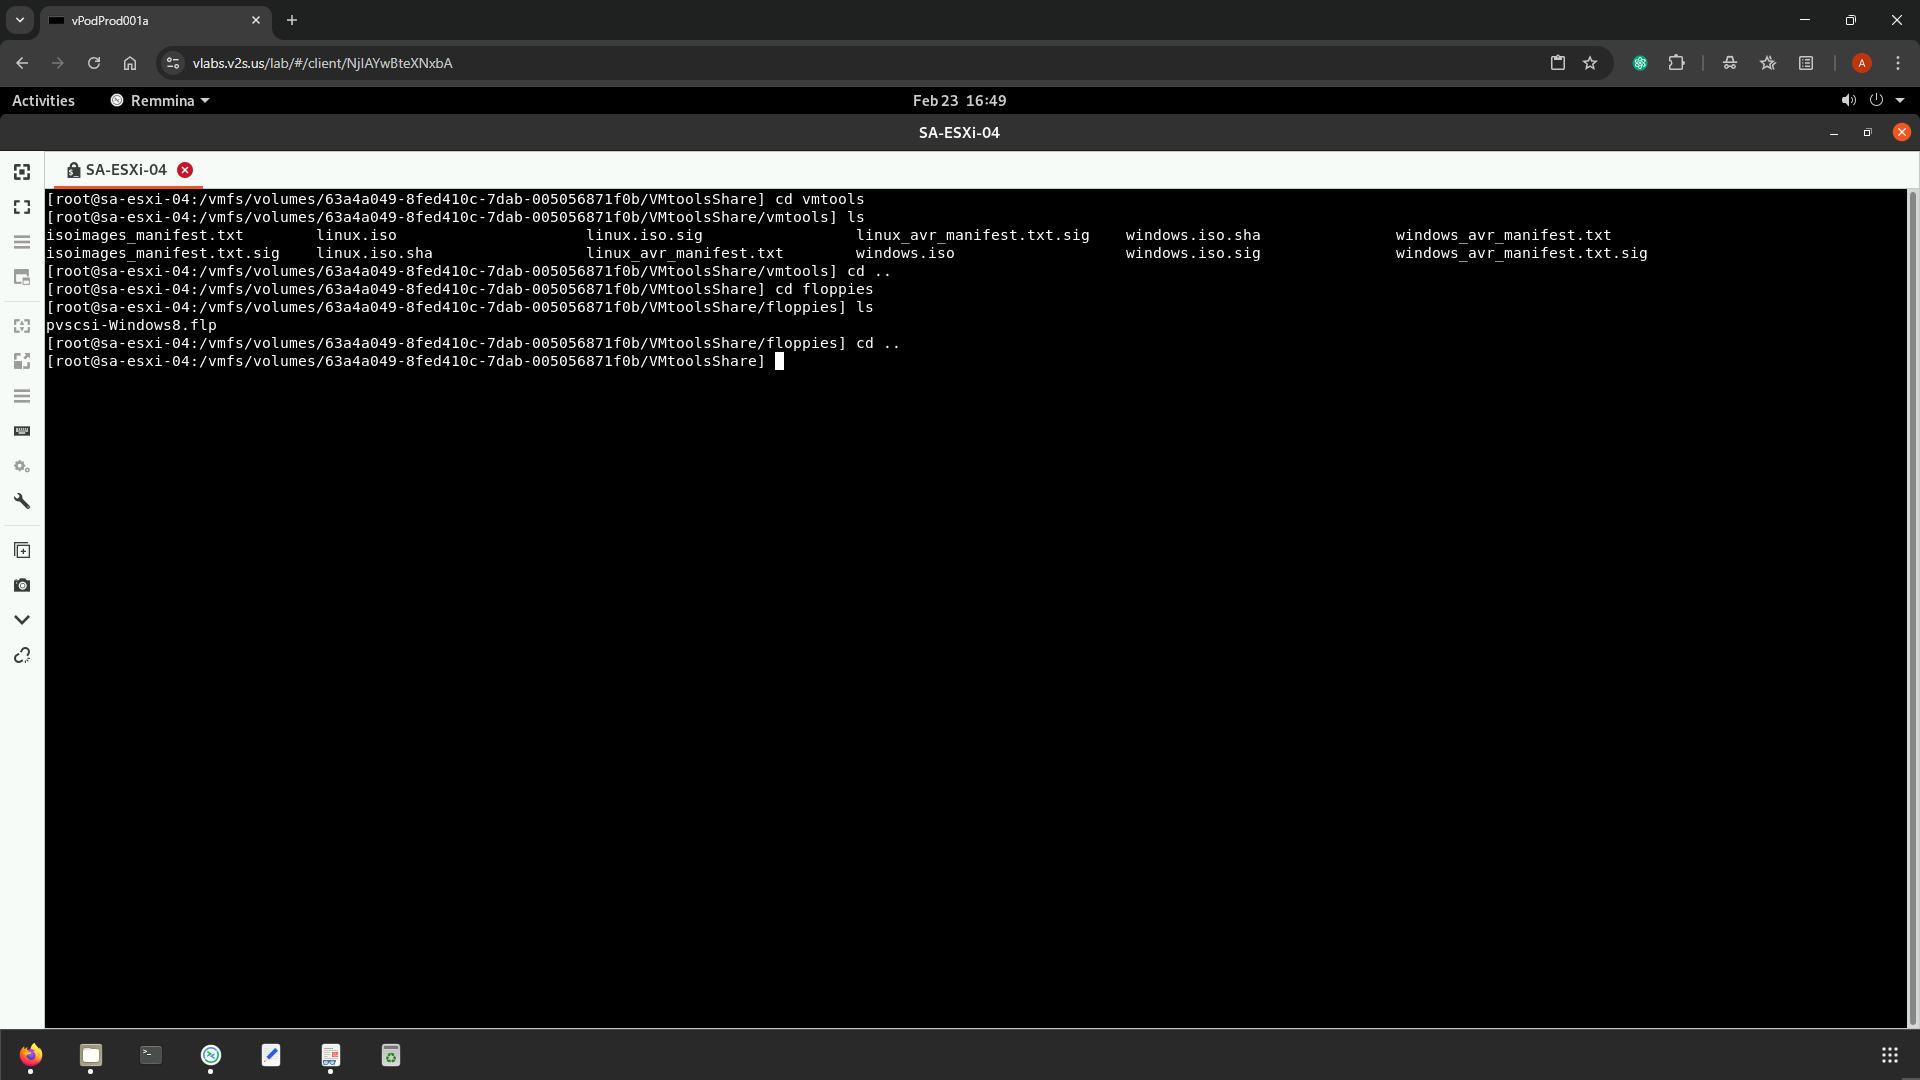 vPodProd001a
vlabs.v2s.us/lab/#/client/NjlAYwBteXNxbA
A
Activities
Remmina
Feb 23 16:49
SA-ESXi-04
SA-ESXi-04
[root@sa-esxi-04:/vmfs/volumes/63a4a049-8fed410c-7dab-005056871f0b/VMtoolsShare] cd vmtools
[root@sa-esxi-04:/vmfs/volumes/63a4a049-8fed410c-7dab-005056871f0b/VMtoolsShare/vmtools] ls
isoimages_manifest.txt linux.iso linux.iso.sig linux_avr_manifest.txt.sig windows.iso.sha windows_avr_manifest.txt
isoimages_manifest.txt.sig linux.iso.sha linux_avr_manifest.txt windows.iso windows.iso.sig windows_avr_manifest.txt.sig
[root@sa-esxi-04:/vmfs/volumes/63a4a049-8fed410c-7dab-005056871f0b/VMtoolsShare/vmtools] cd ..
[root@sa-esxi-04:/vmfs/volumes/63a4a049-8fed410c-7dab-005056871f0b/VMtoolsShare] cd floppies
[root@sa-esxi-04:/vmfs/volumes/63a4a049-8fed410c-7dab-005056871f0b/VMtoolsShare/floppies] ls
pvscsi-Windows8.flp
[root@sa-esxi-04:/vmfs/volumes/63a4a049-8fed410c-7dab-005056871f0b/VMtoolsShare/floppies] cd ..
[root@sa-esxi-04:/vmfs/volumes/63a4a049-8fed410c-7dab-005056871f0b/VMtoolsShare]